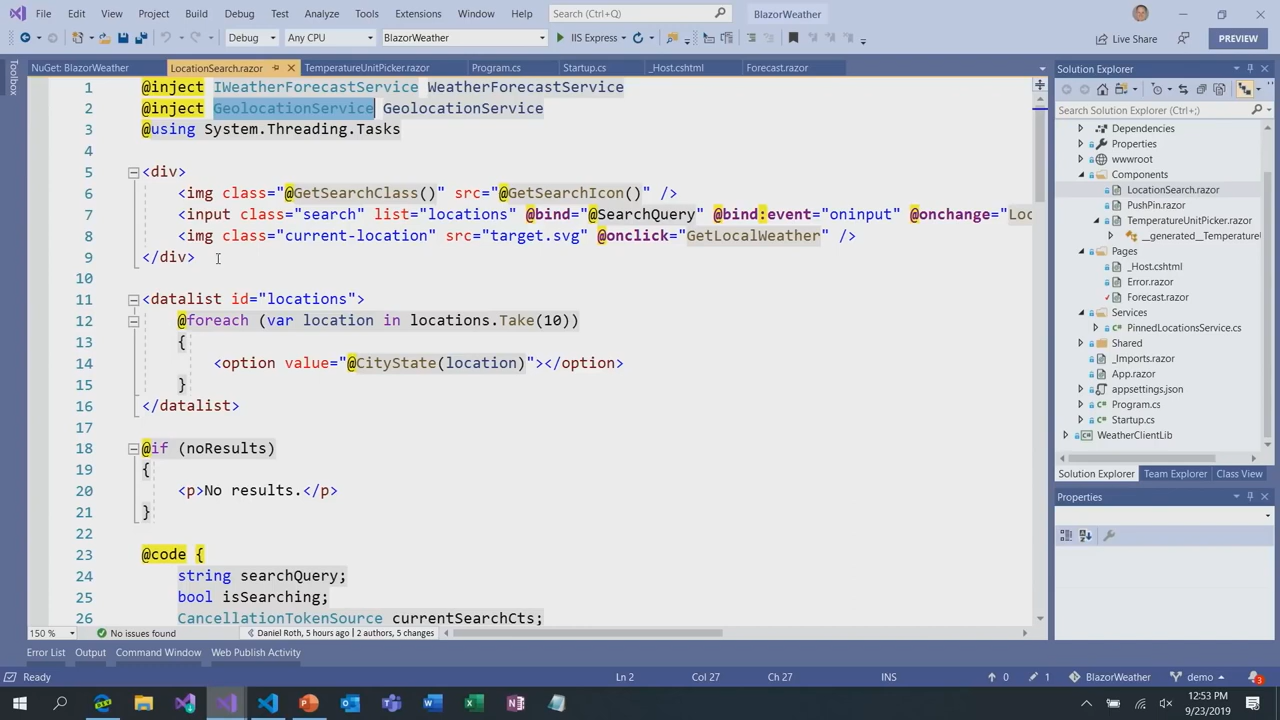 File Edit View Project Build Debug Test Analyze Tools Extensions Window Help Search (Ctrl+Q) BlazorWeather
Debug Any CPU BlazorWeather IIS Express Live Share PREVIEW
Toolbox
NuGet: BlazorWeather LocationSearch.razor TemperatureUnitPicker.razor Program.cs Startup.cs _Host.cshtml Forecast.razor
1 @inject IWeatherForecastService WeatherForecastService
2 @inject GeolocationService GeolocationService
3 @using System.Threading.Tasks
4
5 <div>
6 <img class="@GetSearchClass()" src="@GetSearchIcon()" />
7 <input class="search" list="locations" @bind="@SearchQuery" @bind:event="oninput" @onchange="Loc
8 <img class="current-location" src="target.svg" @onclick="GetLocalWeather" />
9 </div>
10
11 <datalist id="locations">
12 @foreach (var location in locations.Take(10))
13 {
14 <option value="@CityState(location)"></option>
15 }
16 </datalist>
17
18 @if (noResults)
19 {
20 <p>No results.</p>
21 }
22
23 @code {
24 string searchQuery;
25 bool isSearching;
26 CancellationTokenSource currentSearchCts;
150 % No issues found Daniel Roth, 5 hours ago | 2 authors, 5 changes
Solution Explorer
Search Solution Explorer (Ctrl+;)
Dependencies
Properties
wwwroot
Components
LocationSearch.razor
PushPin.razor
TemperatureUnitPicker.razor
__generated__Temperature
Pages
_Host.cshtml
Error.razor
Forecast.razor
Services
PinnedLocationsService.cs
Shared
_Imports.razor
App.razor
appsettings.json
Program.cs
Startup.cs
WeatherClientLib
Solution Explorer Team Explorer Class View
Properties
Error List Output Command Window Web Publish Activity
Ready Ln 2 Col 27 Ch 27 INS 0 1 BlazorWeather demo 3
12:53 PM
9/23/2019